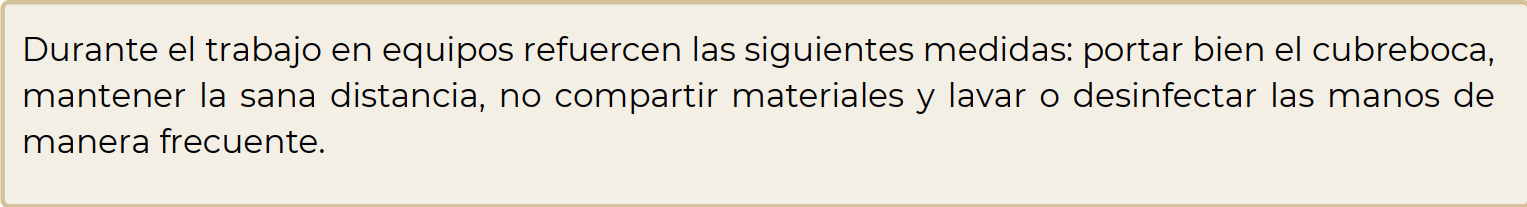 Durante el trabajo en equipos refuercen las siguientes medidas: portar bien el cubreboca,
mantener la sana distancia, no compartir materiales y lavar o desinfectar las manos de
manera frecuente.